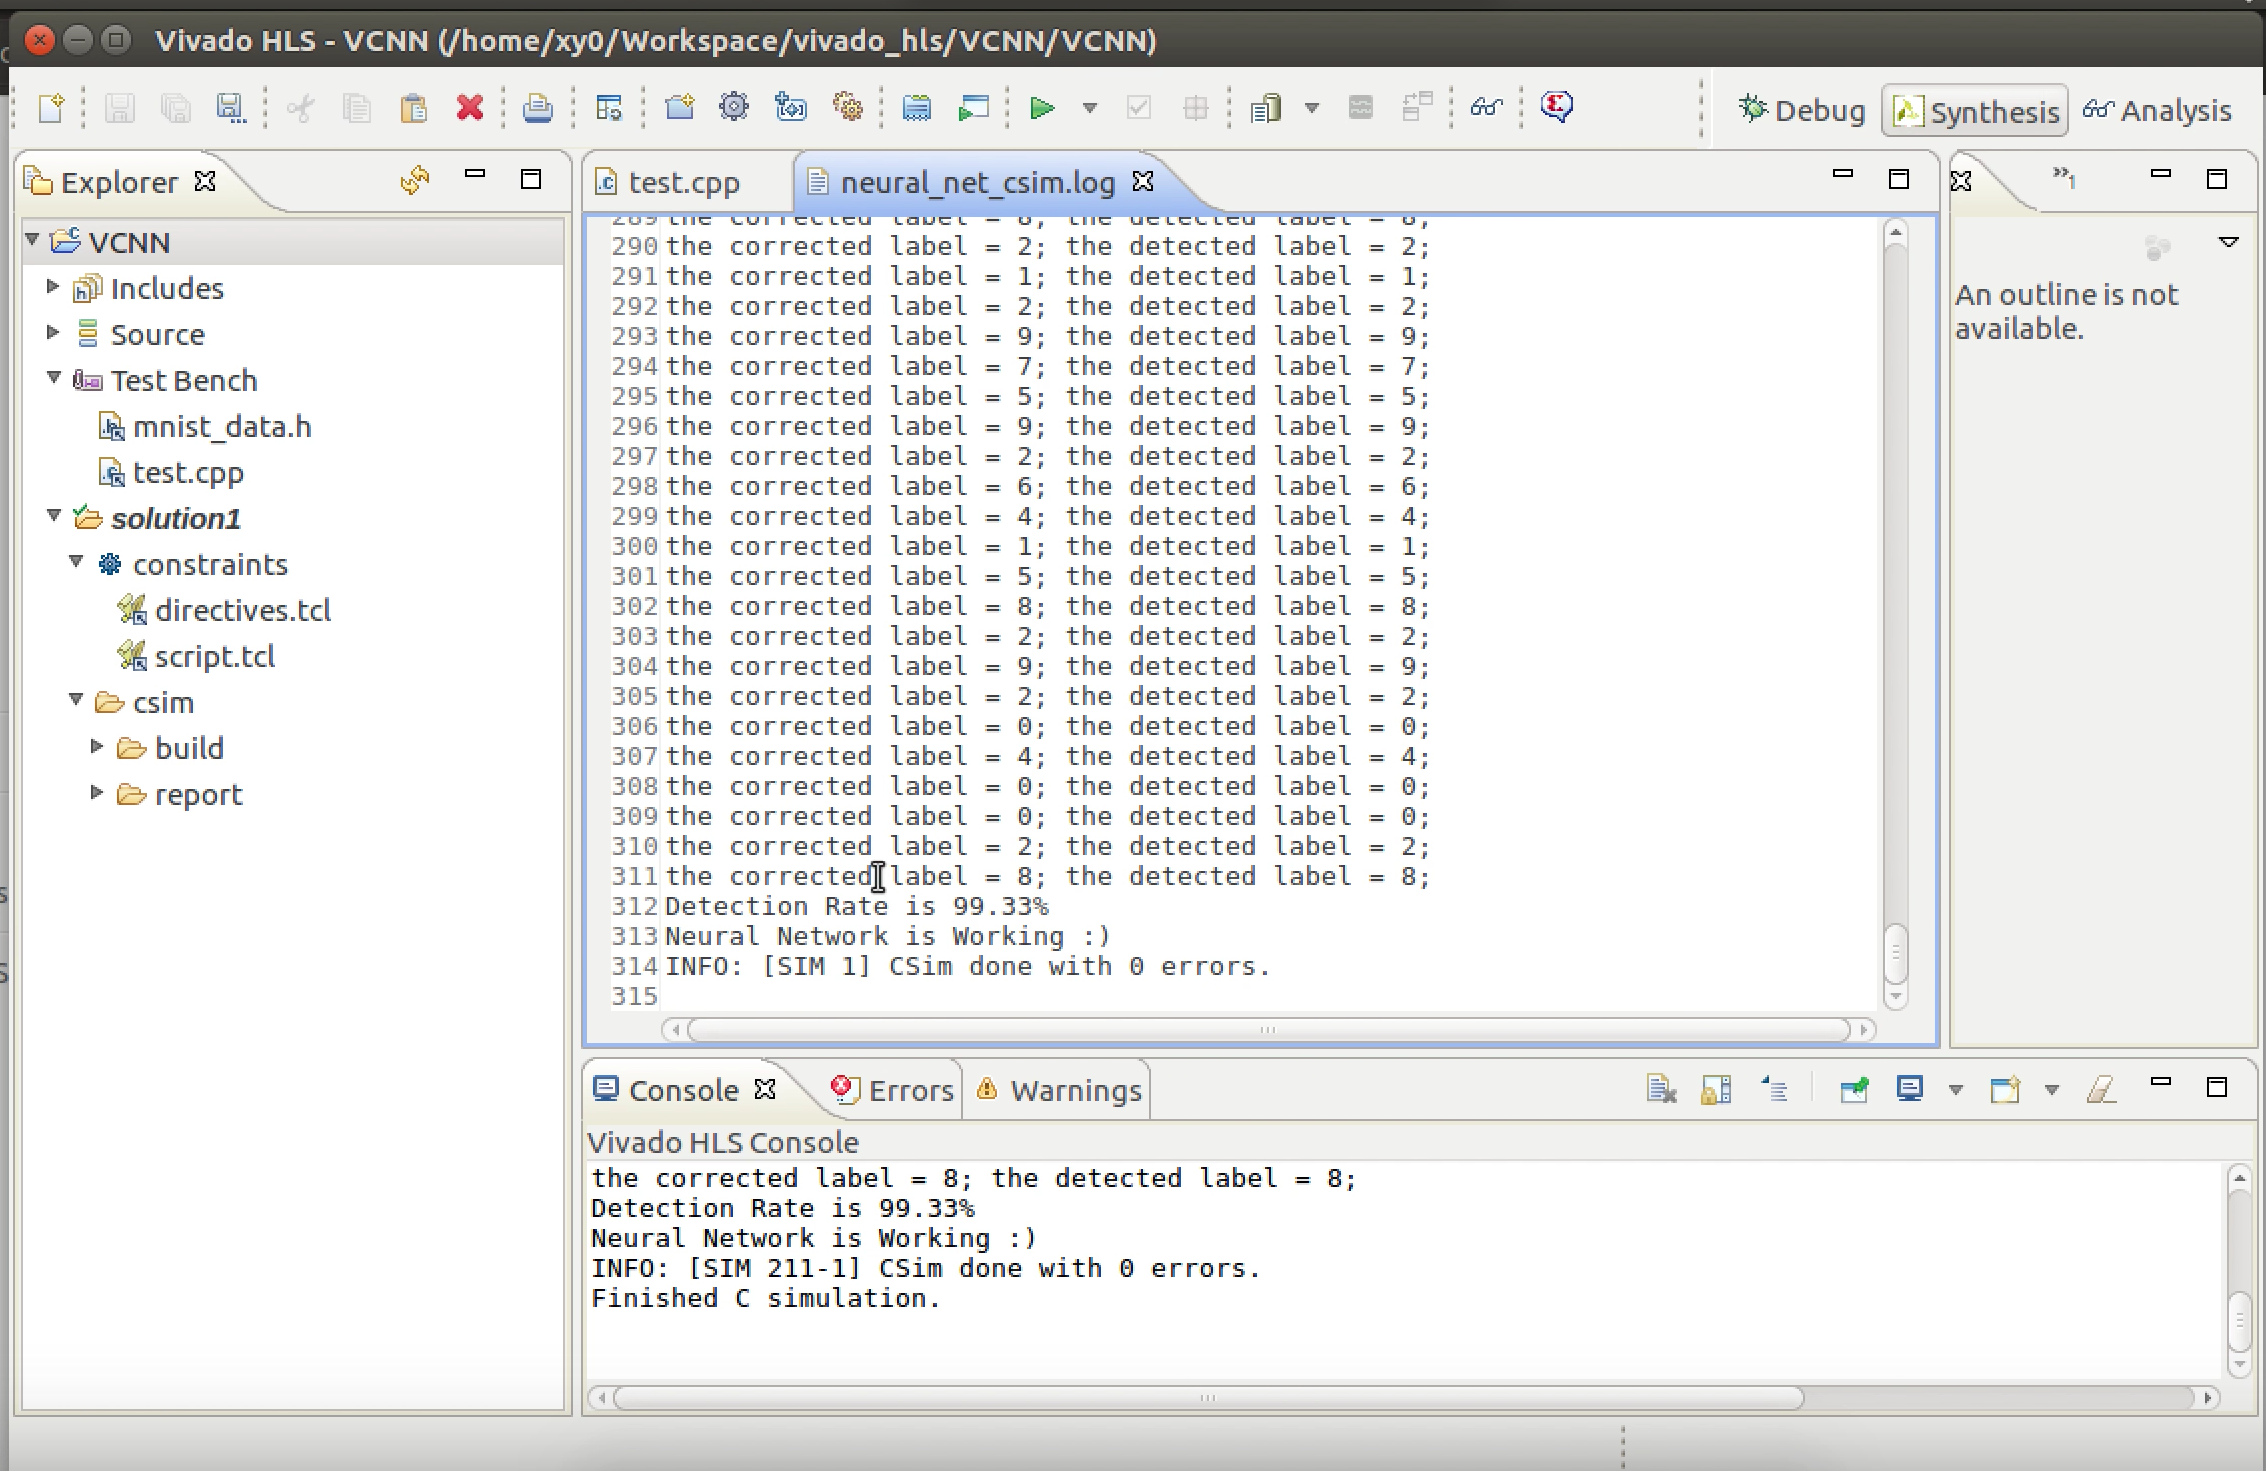 Vivado HLS - VCNN (/home/xy0/Workspace/vivado_hls/VCNN/VCNN)
Debug
Synthesis
Analysis
Explorer
VCNN
Includes
Source
Test Bench
mnist_data.h
test.cpp
solution1
constraints
directives.tcl
script.tcl
csim
build
report
test.cpp
neural_net_csim.log
289
290 the corrected label = 2; the detected label = 2;
291 the corrected label = 1; the detected label = 1;
292 the corrected label = 2; the detected label = 2;
293 the corrected label = 9; the detected label = 9;
294 the corrected label = 7; the detected label = 7;
295 the corrected label = 5; the detected label = 5;
296 the corrected label = 9; the detected label = 9;
297 the corrected label = 2; the detected label = 2;
298 the corrected label = 6; the detected label = 6;
299 the corrected label = 4; the detected label = 4;
300 the corrected label = 1; the detected label = 1;
301 the corrected label = 5; the detected label = 5;
302 the corrected label = 8; the detected label = 8;
303 the corrected label = 2; the detected label = 2;
304 the corrected label = 9; the detected label = 9;
305 the corrected label = 2; the detected label = 2;
306 the corrected label = 0; the detected label = 0;
307 the corrected label = 4; the detected label = 4;
308 the corrected label = 0; the detected label = 0;
309 the corrected label = 0; the detected label = 0;
310 the corrected label = 2; the detected label = 2;
311 the corrected label = 8; the detected label = 8;
312 Detection Rate is 99.33%
313 Neural Network is Working :)
314 INFO: [SIM 1] CSim done with 0 errors.
315
»1
An outline is not
available.
Console
Errors
Warnings
Vivado HLS Console
the corrected label = 8; the detected label = 8;
Detection Rate is 99.33%
Neural Network is Working :)
INFO: [SIM 211-1] CSim done with 0 errors.
Finished C simulation.